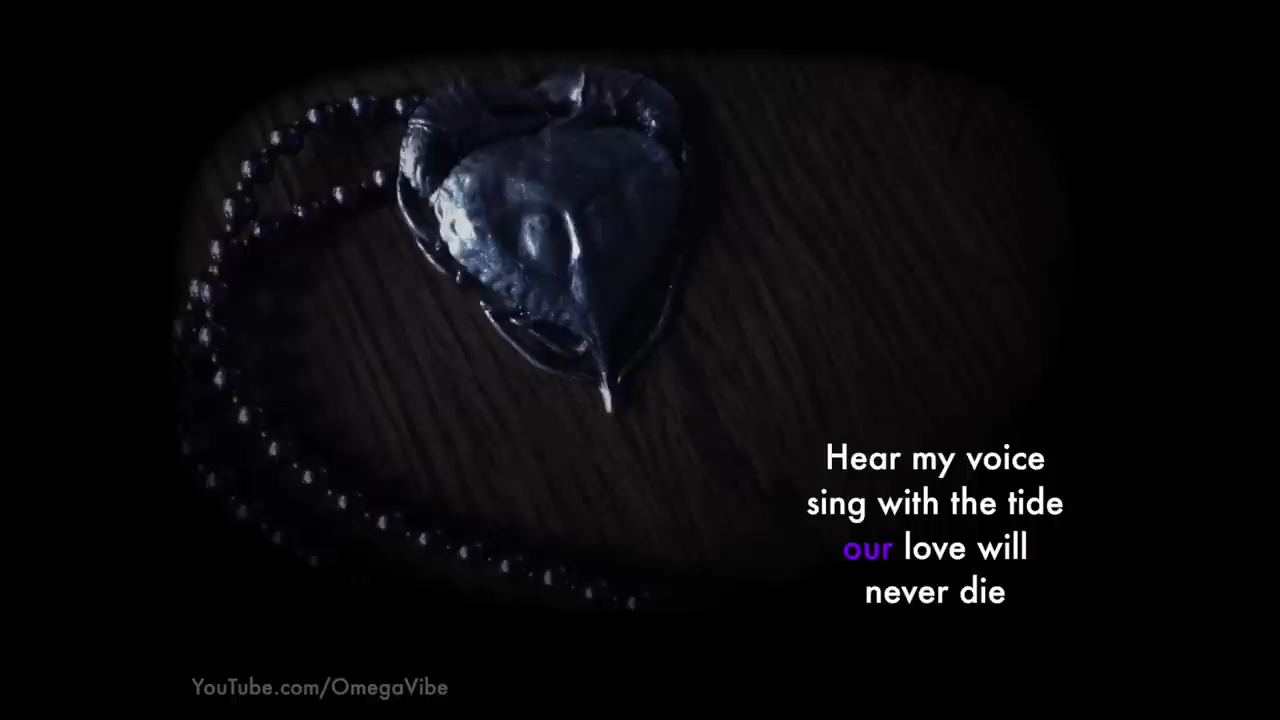 Hear my voice
sing with the tide
our love will
never die
YouTube.com/OmegaVibe